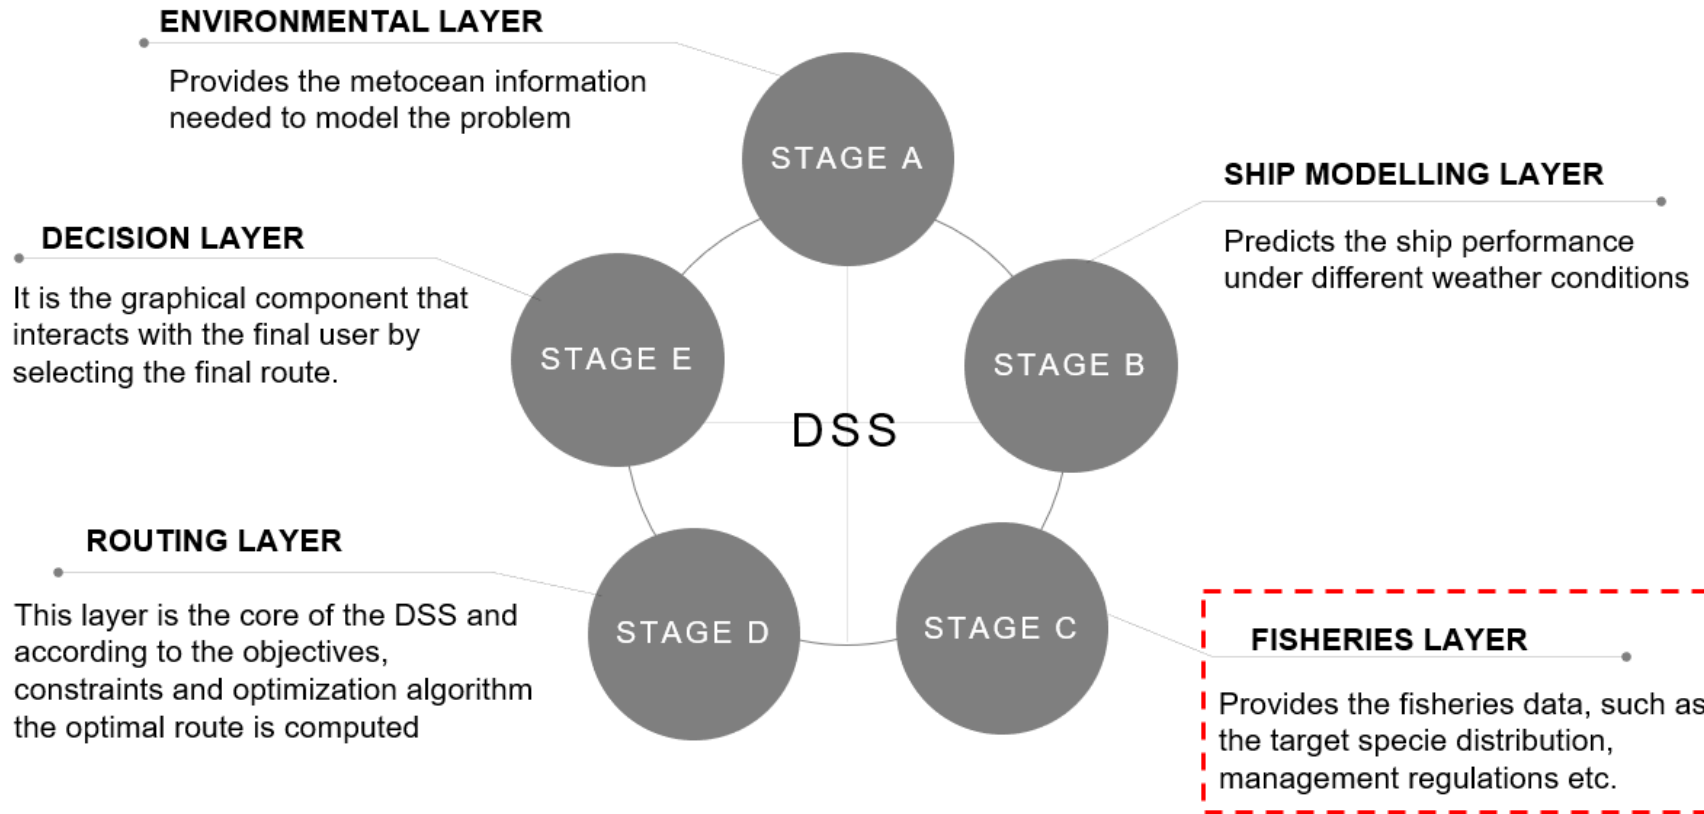 ENVIRONMENTAL LAYER
Provides the metocean information
needed to model the problem
STAGE A
SHIP MODELLING LAYER
Predicts the ship performance
under different weather conditions
STAGE B
DECISION LAYER
It is the graphical component that
interacts with the final user by
selecting the final route.
STAGE E
DSS
ROUTING LAYER
This layer is the core of the DSS and
according to the objectives,
constraints and optimization algorithm
the optimal route is computed
STAGE D
STAGE C
FISHERIES LAYER
Provides the fisheries data, such as
the target specie distribution,
management regulations etc.